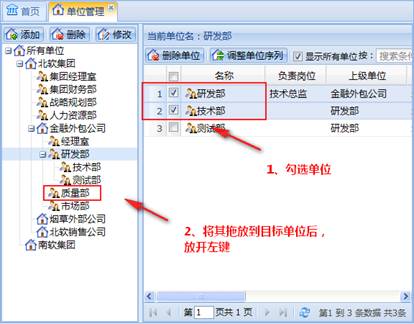 首页 单位管理
添加 删除 修改
所有单位
北软集团
集团经理室
集团财务部
战略规划部
人力资源部
金融外包公司
经理室
研发部
技术部
测试部
质量部
市场部
烟草外部公司
北软销售公司
南软集团
当前单位名：研发部
删除单位 调整单位序列 显示所有单位 按： 搜索条件
名称 负责岗位 上级单位
1 研发部 技术总监 金融外包公司
2 技术部 研发部
3 测试部 研发部
1、勾选单位
2、将其拖放到目标单位后，
放开左键
第 1 页共 1 页 第1 到 3 条数据 共3条